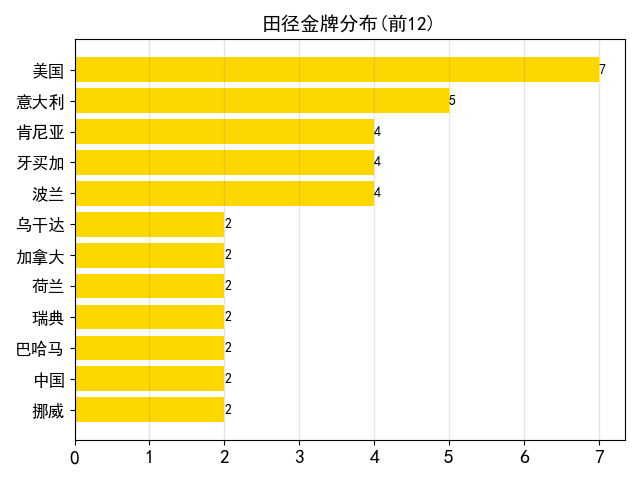 田径金牌分布(前12)
美国 7
意大利 5
肯尼亚 4
牙买加 4
波兰 4
乌干达 2
加拿大 2
荷兰 2
瑞典 2
巴哈马 2
中国 2
挪威 2
0 1 2 3 4 5 6 7